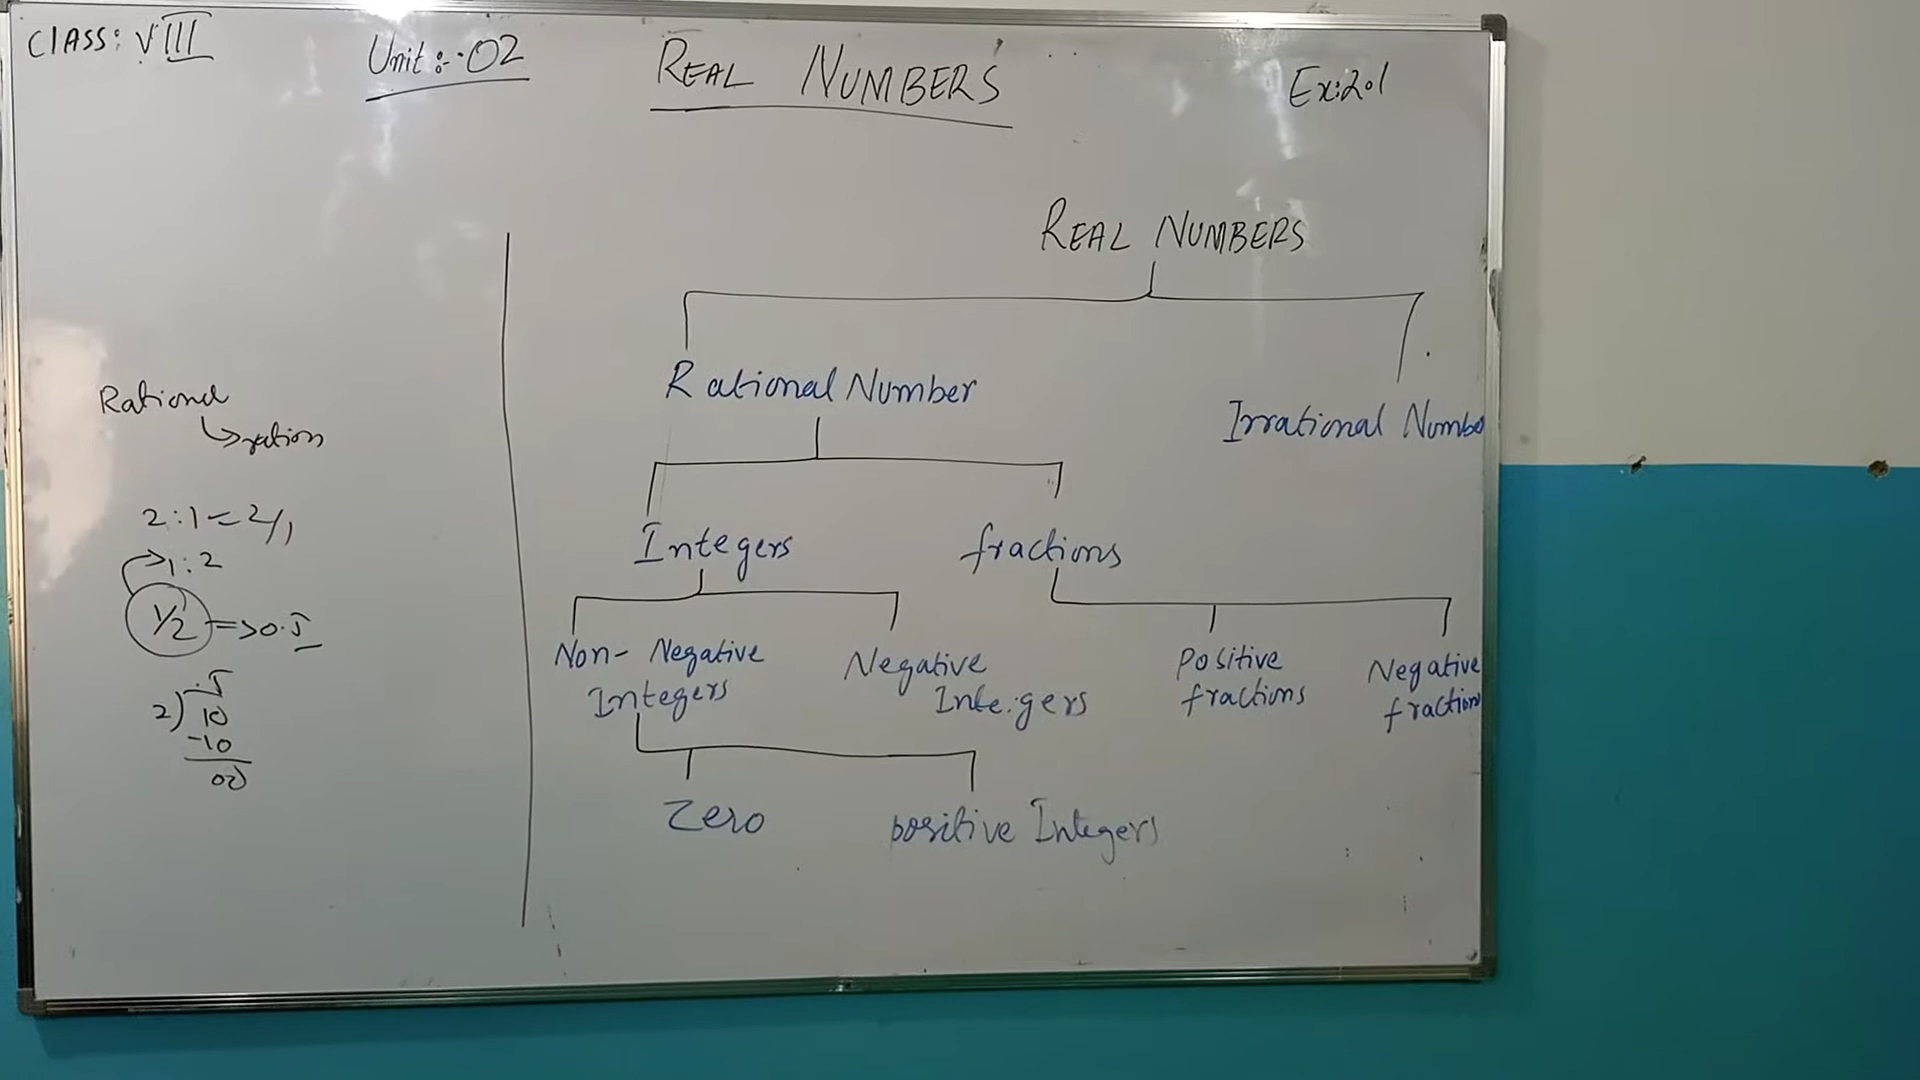 CLASS: VIII
Unit :- 02
REAL NUMBERS
Ex:2.1
REAL NUMBERS
Rational Number
Irrational Numbe
Integers
fractions
Non-Negative
Integers
Negative
Integers
Positive
fractions
Negative
fraction
Zero
positive Integers
Rational
2:1 = 2/1
1:2
1/2 => 0.5
.5
2) 10
-10
00